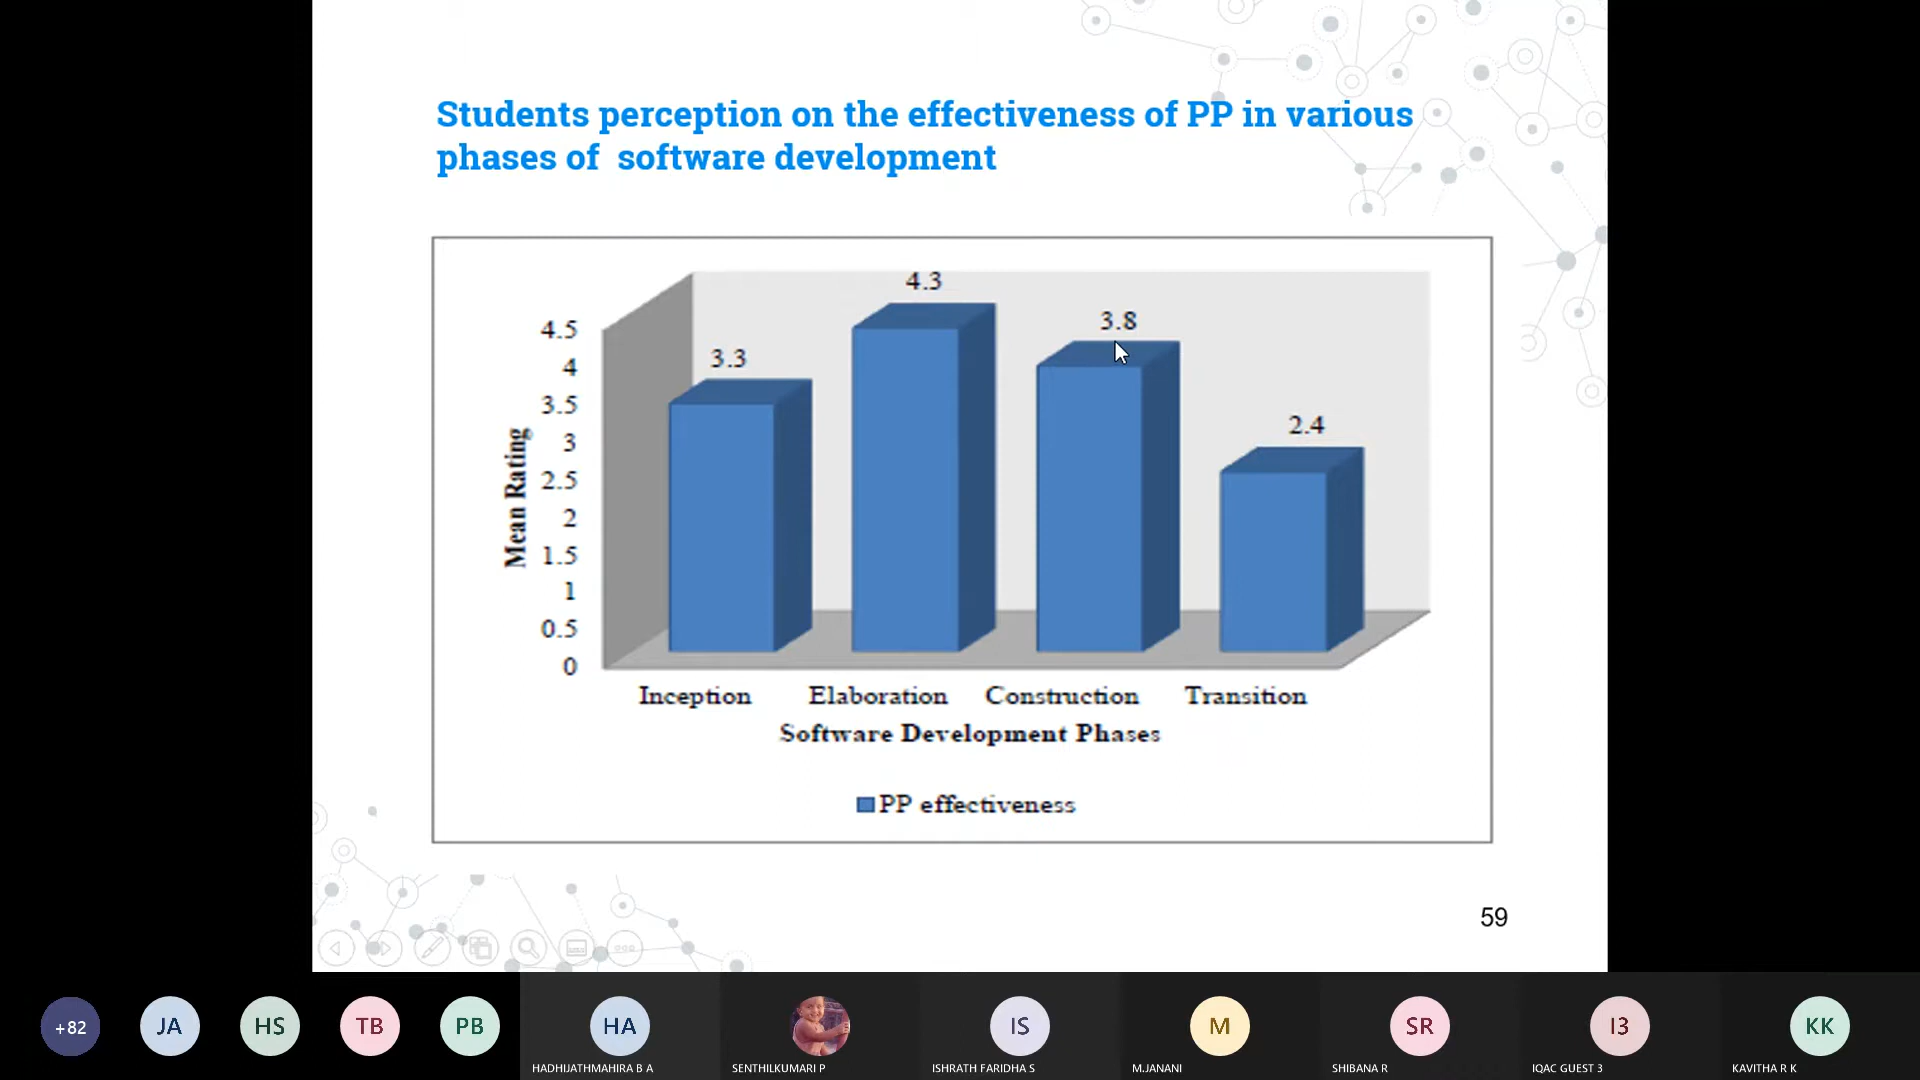 Students perception on the effectiveness of PP in various
phases of software development
4.3
3.8
3.3
2.4
4.5
4
3.5
3
2.5
2
1.5
1
0.5
0
Mean Rating
Inception Elaboration Construction Transition
Software Development Phases
PP effectiveness
59
+82 JA HS TB PB HA IS M SR I3 KK
HADHIJATHMAHIRA B A SENTHILKUMARI P ISHRATH FARIDHA S M.JANANI SHIBANA R IQAC GUEST 3 KAVITHA R K